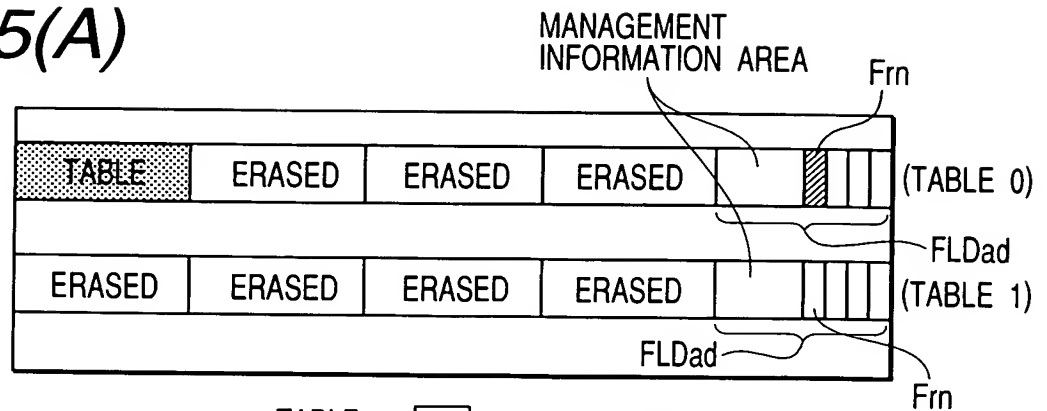 5(A)
MANAGEMENT
INFORMATION AREA
Frn
TABLE ERASED ERASED ERASED (TABLE 0)
FLDad
ERASED ERASED ERASED ERASED (TABLE 1)
FLDad
Frn
TABLE